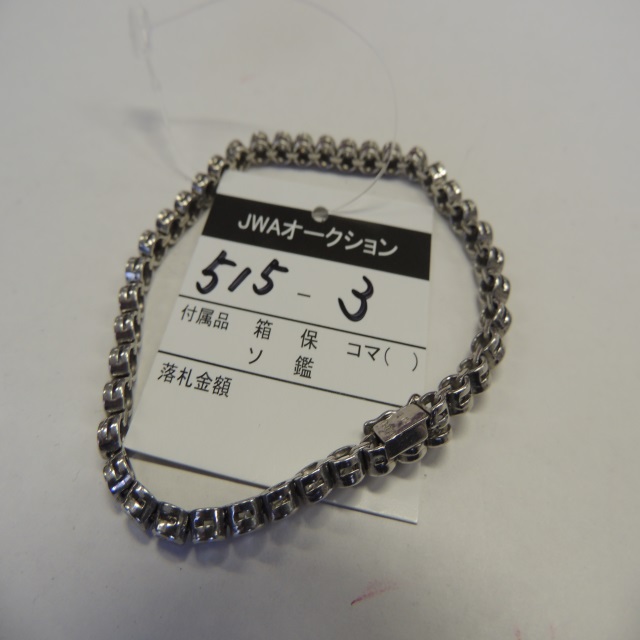 JWAオークション
515-3
付属品 箱 保 コマ( )
ソ 鑑
落札金額